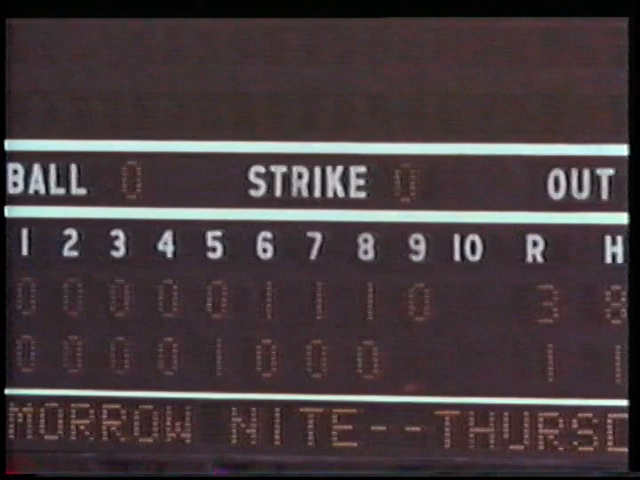 BALL 0 STRIKE 0 OUT
1 2 3 4 5 6 7 8 9 10 R H
0 0 0 0 0 1 1 1 0 3 8
0 0 0 0 1 0 0 0 1 1
MORROW NITE--THURSD